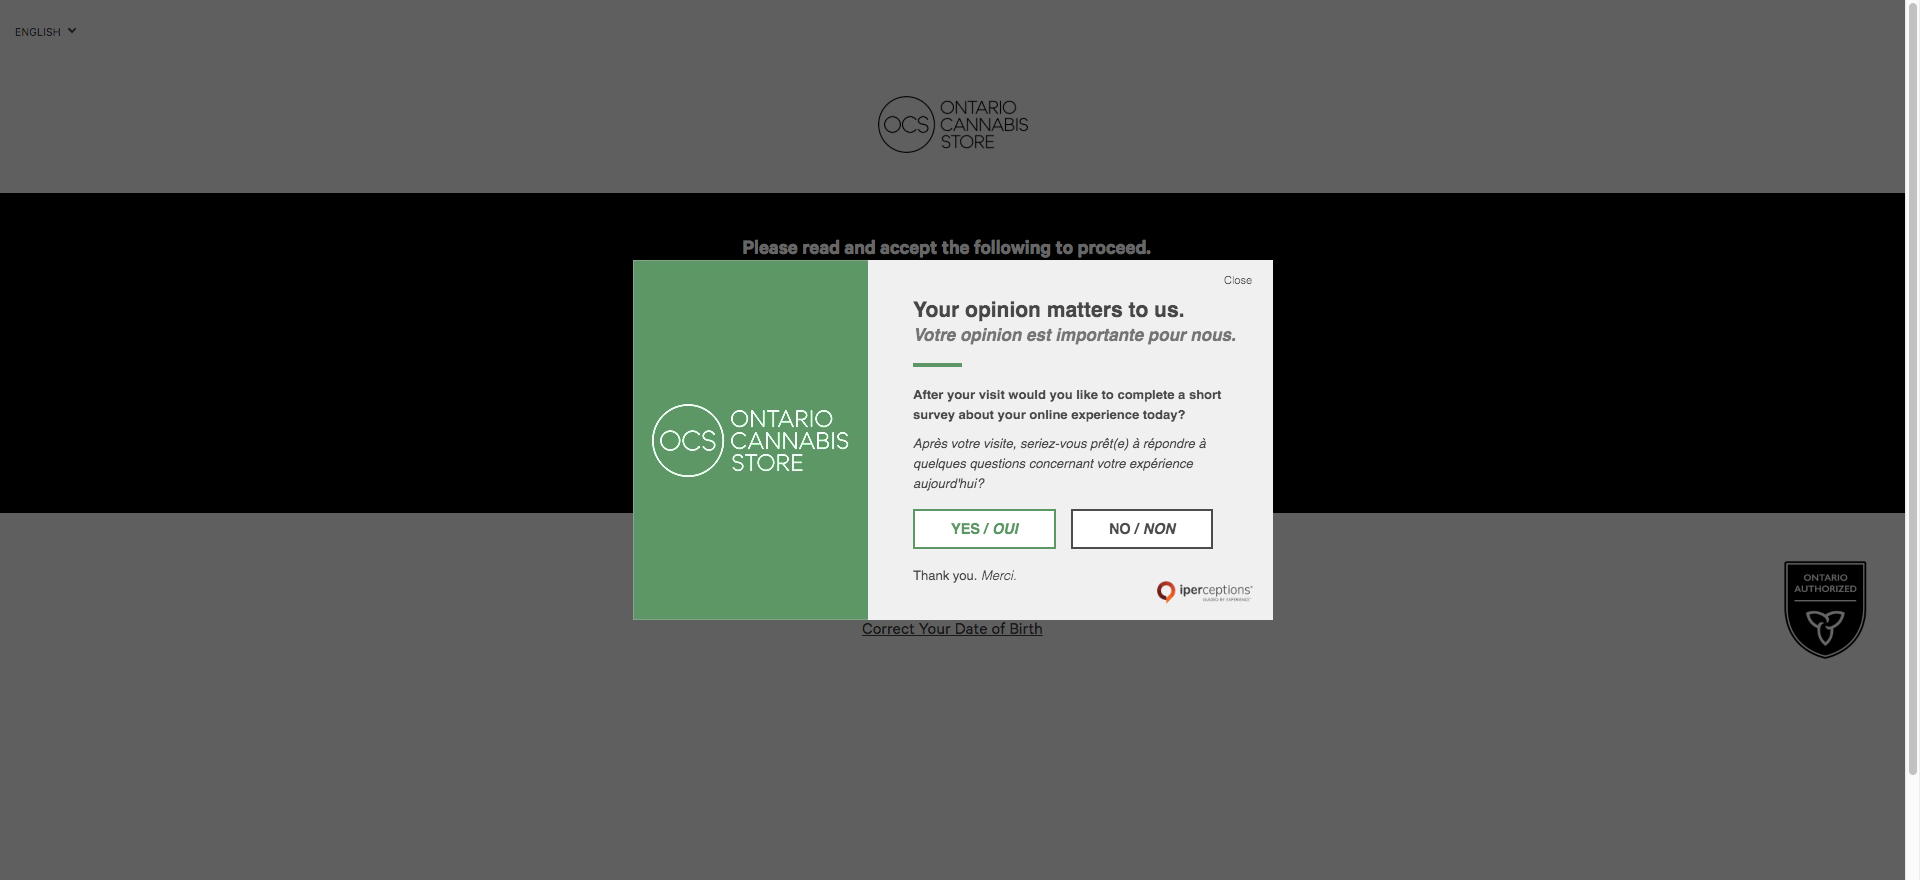 ENGLISH
OCS
ONTARIO
CANNABIS
STORE
Please read and accept the following to proceed.
Close
Your opinion matters to us.
Votre opinion est importante pour nous.
After your visit would you like to complete a short
survey about your online experience today?
Après votre visite, seriez-vous prêt(e) à répondre à
quelques questions concernant votre expérience
aujourd'hui?
OCS
ONTARIO
CANNABIS
STORE
YES / OUI
NO / NON
Thank you. Merci.
iperceptions
GUIDED BY EXPERIENCE
Correct Your Date of Birth
ONTARIO
AUTHORIZED